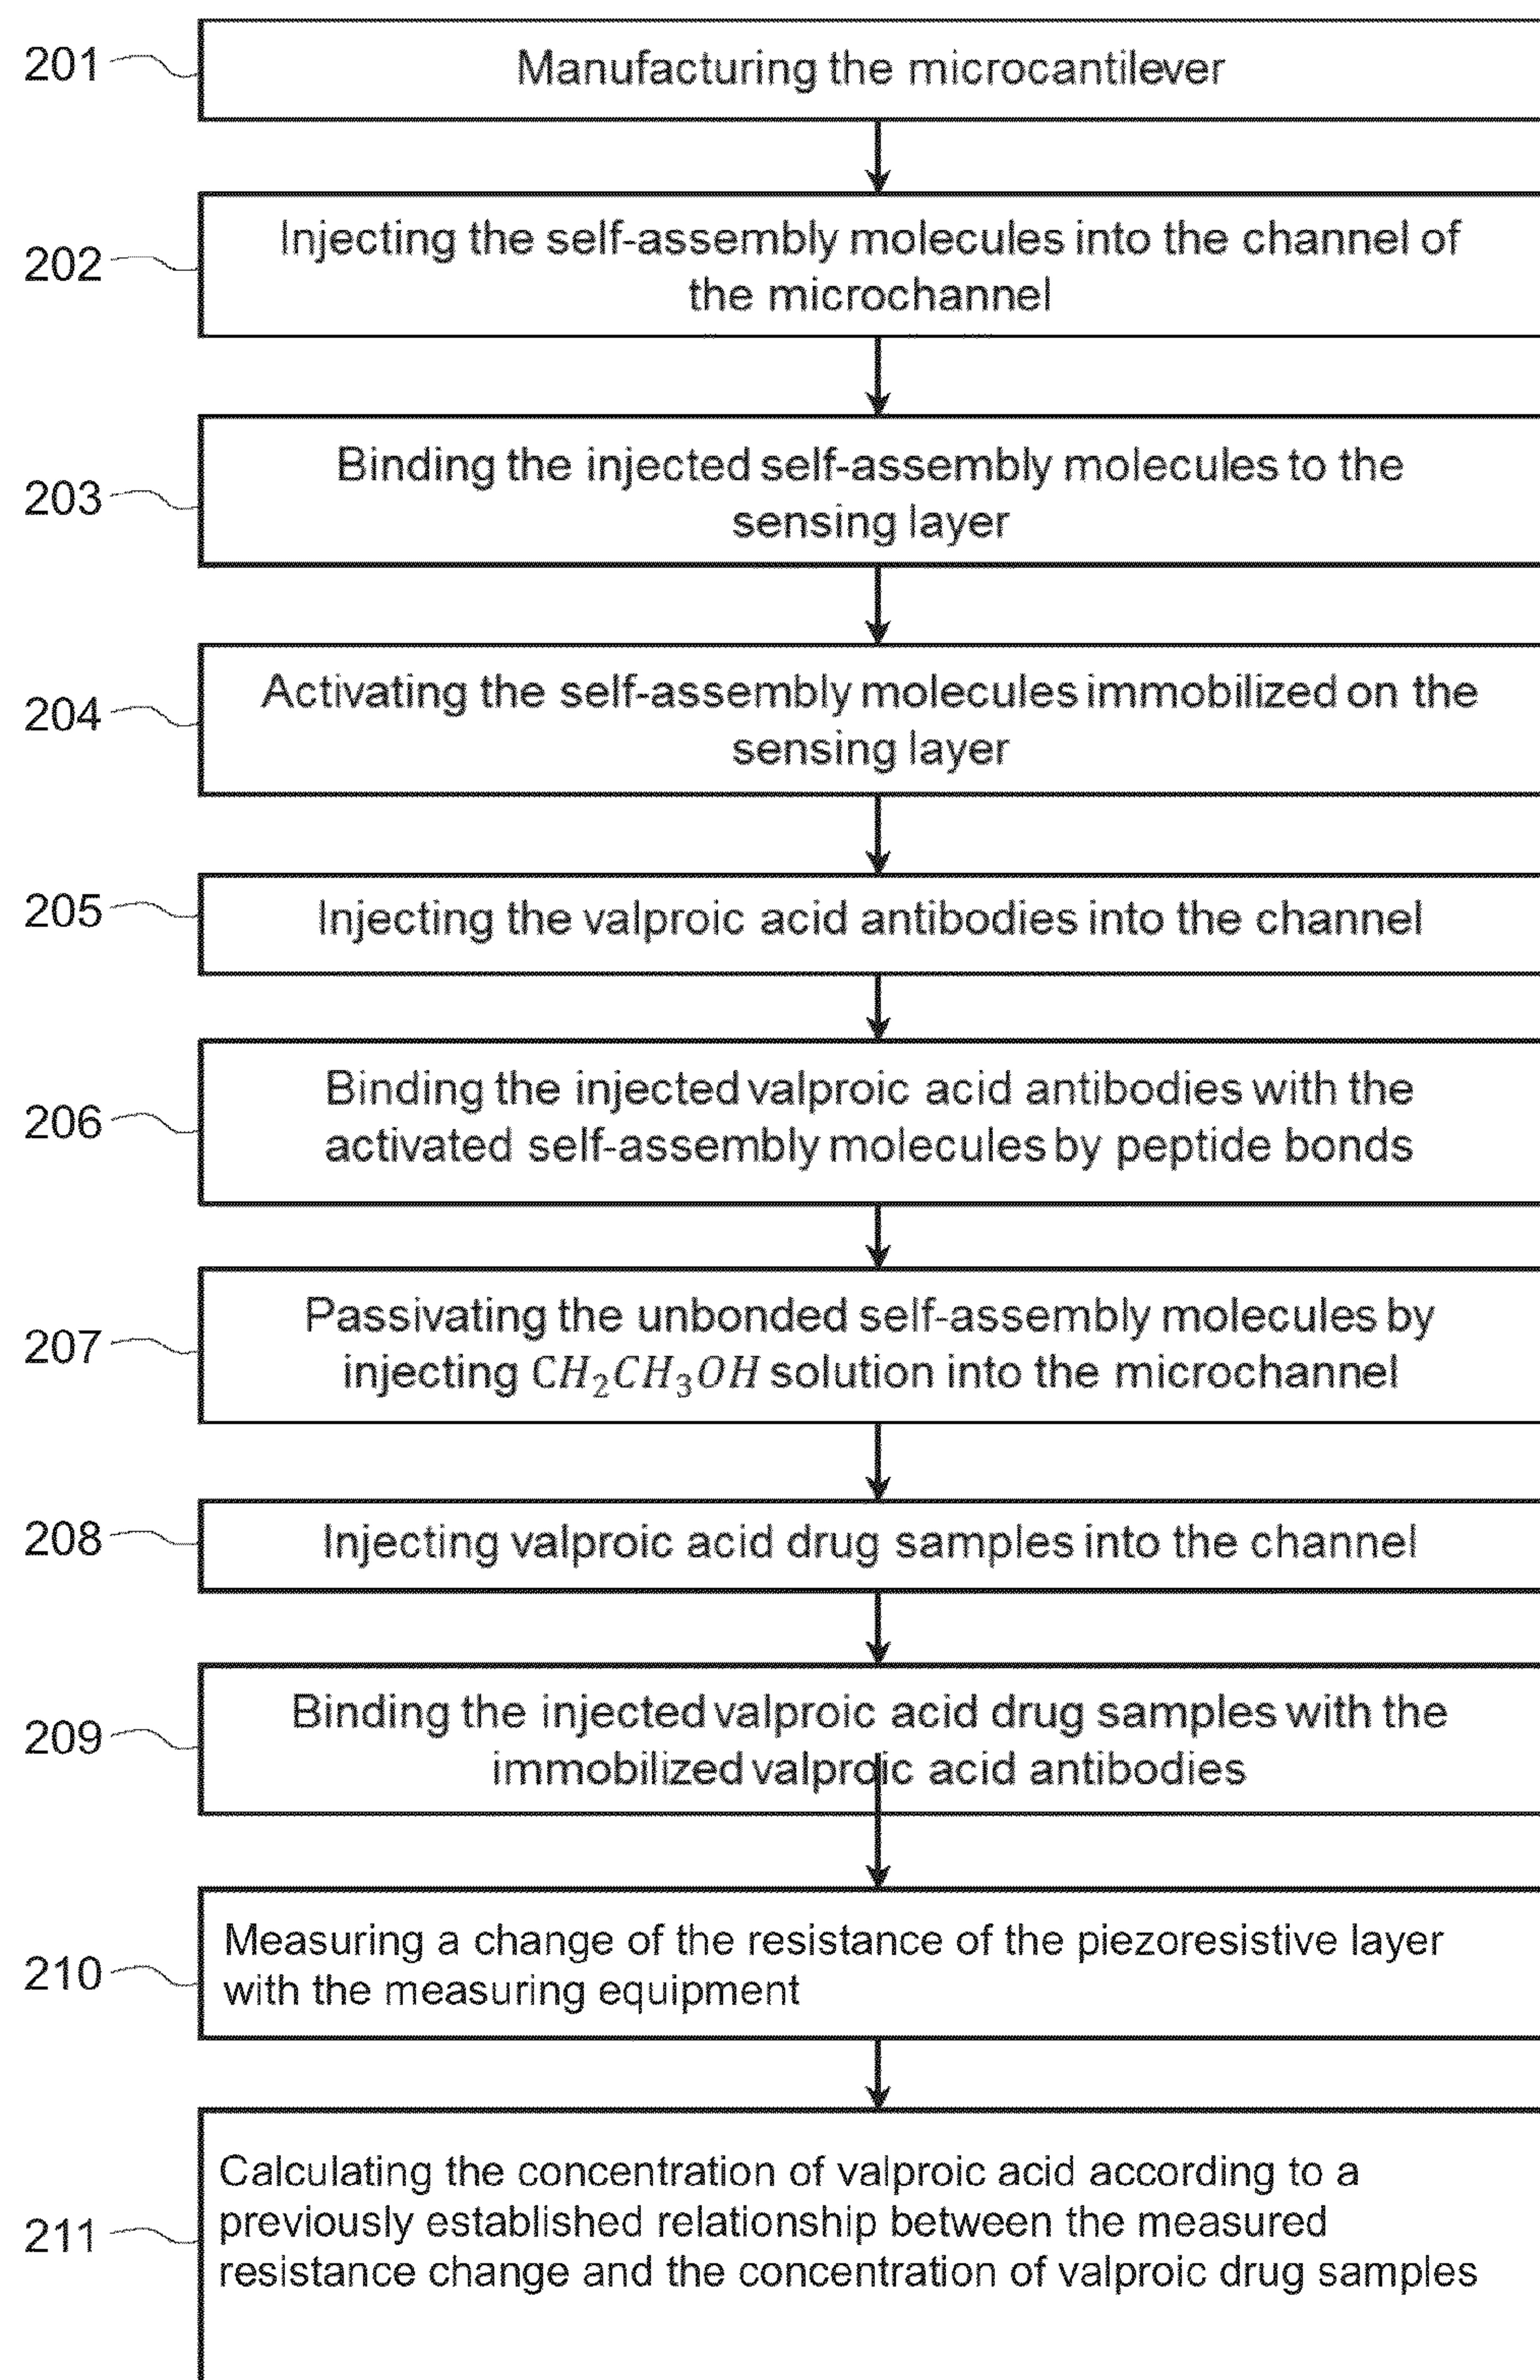 201
Manufacturing the microcantilever
202
Injecting the self-assembly molecules into the channel of
the microchannel
203
Binding the injected self-assembly molecules to the
sensing layer
204
Activating the self-assembly molecules immobilized on the
sensing layer
205
Injecting the valproic acid antibodies into the channel
206
Binding the injected valproic acid antibodies with the
activated self-assembly molecules by peptide bonds
207
Passivating the unbonded self-assembly molecules by
injecting CH₂CH₃OH solution into the microchannel
208
Injecting valproic acid drug samples into the channel
209
Binding the injected valproic acid drug samples with the
immobilized valproic acid antibodies
210
Measuring a change of the resistance of the piezoresistive layer
with the measuring equipment
211
Calculating the concentration of valproic acid according to a
previously established relationship between the measured
resistance change and the concentration of valproic drug samples